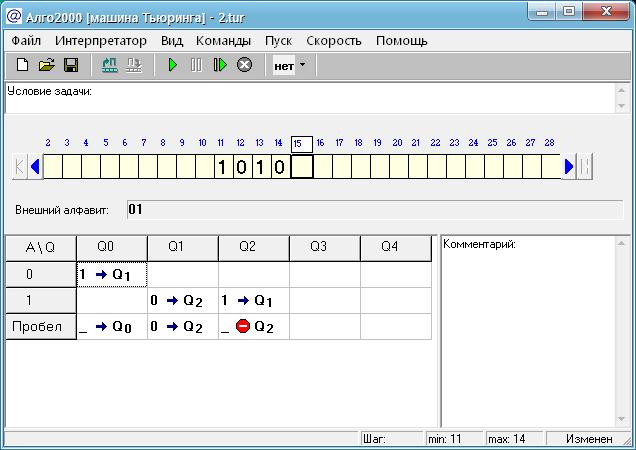 @ Алго2000 [машина Тьюринга] - 2.tur
Файл Интерпретатор Вид Команды Пуск Скорость Помощь
нет
Условие задачи:
2 3 4 5 6 7 8 9 10 11 12 13 14 15 16 17 18 19 20 21 22 23 24 25 26 27 28
1 0 1 0
Внешний алфавит: 01
A\Q Q0 Q1 Q2 Q3 Q4
0 1 → Q1
1 0 → Q2 1 → Q1
Пробел _ → Q0 0 → Q2 _ Q2
Комментарий:
Шаг: min: 11 max: 14 Изменен